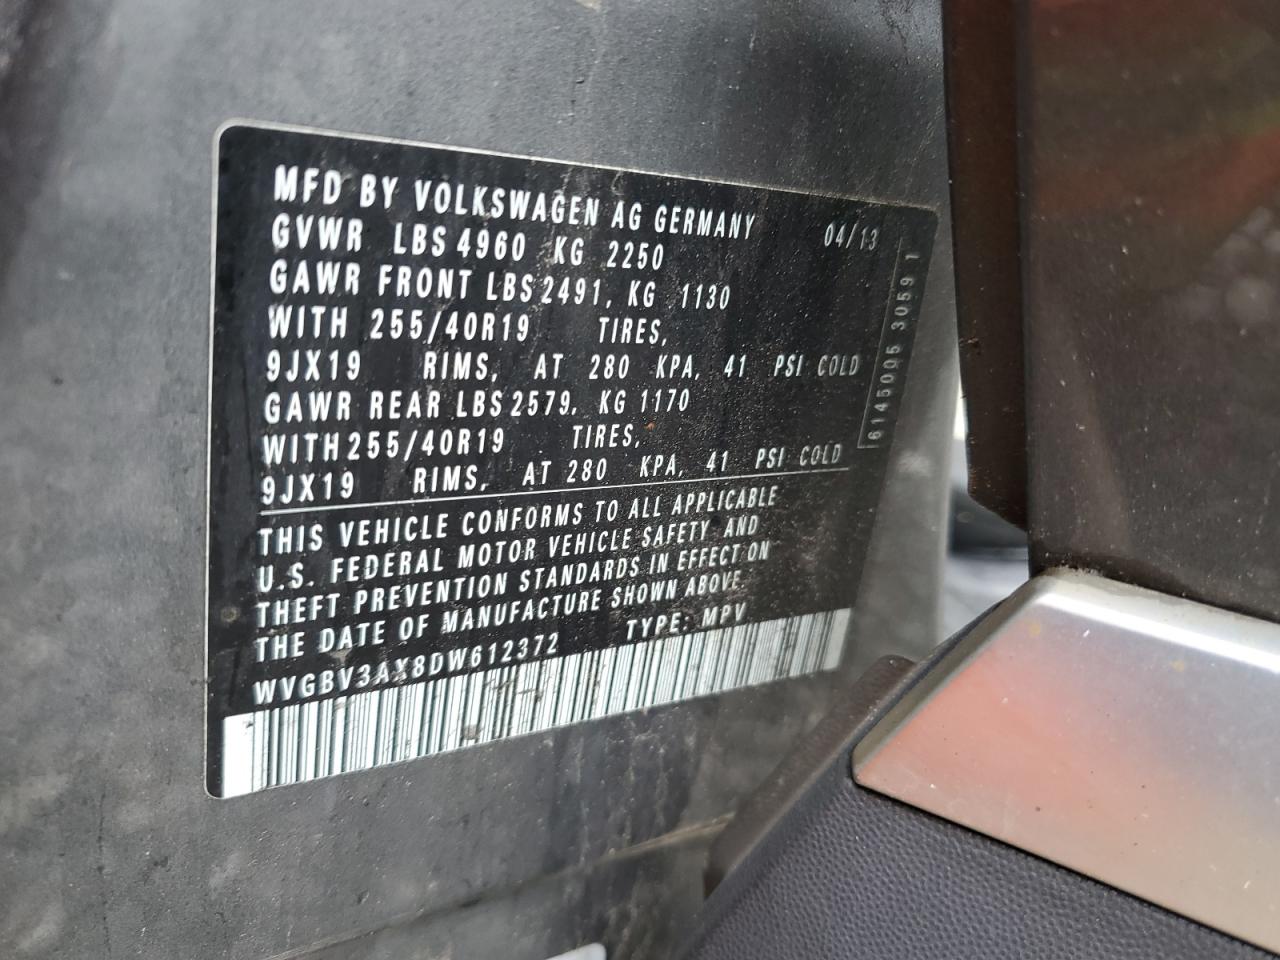 MFD BY VOLKSWAGEN AG GERMANY 04/13
GVWR LBS 4960 KG 2250
GAWR FRONT LBS 2491, KG 1130
WITH 255/40R19 TIRES,
9JX19 RIMS, AT 280 KPA, 41 PSI COLD
GAWR REAR LBS 2579, KG 1170
WITH 255/40R19 TIRES,
9JX19 RIMS, AT 280 KPA, 41 PSI COLD
THIS VEHICLE CONFORMS TO ALL APPLICABLE
U.S. FEDERAL MOTOR VEHICLE SAFETY AND
THEFT PREVENTION STANDARDS IN EFFECT ON
THE DATE OF MANUFACTURE SHOWN ABOVE.
WVGBV3AX8DW612372 TYPE: MPV
6145005 3059 1